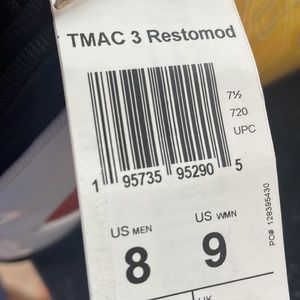 TMAC 3 Restomod
7½
720
UPC
1 95735 95290 5
US MEN
8
US WMN
9
PO# 128395430
UK